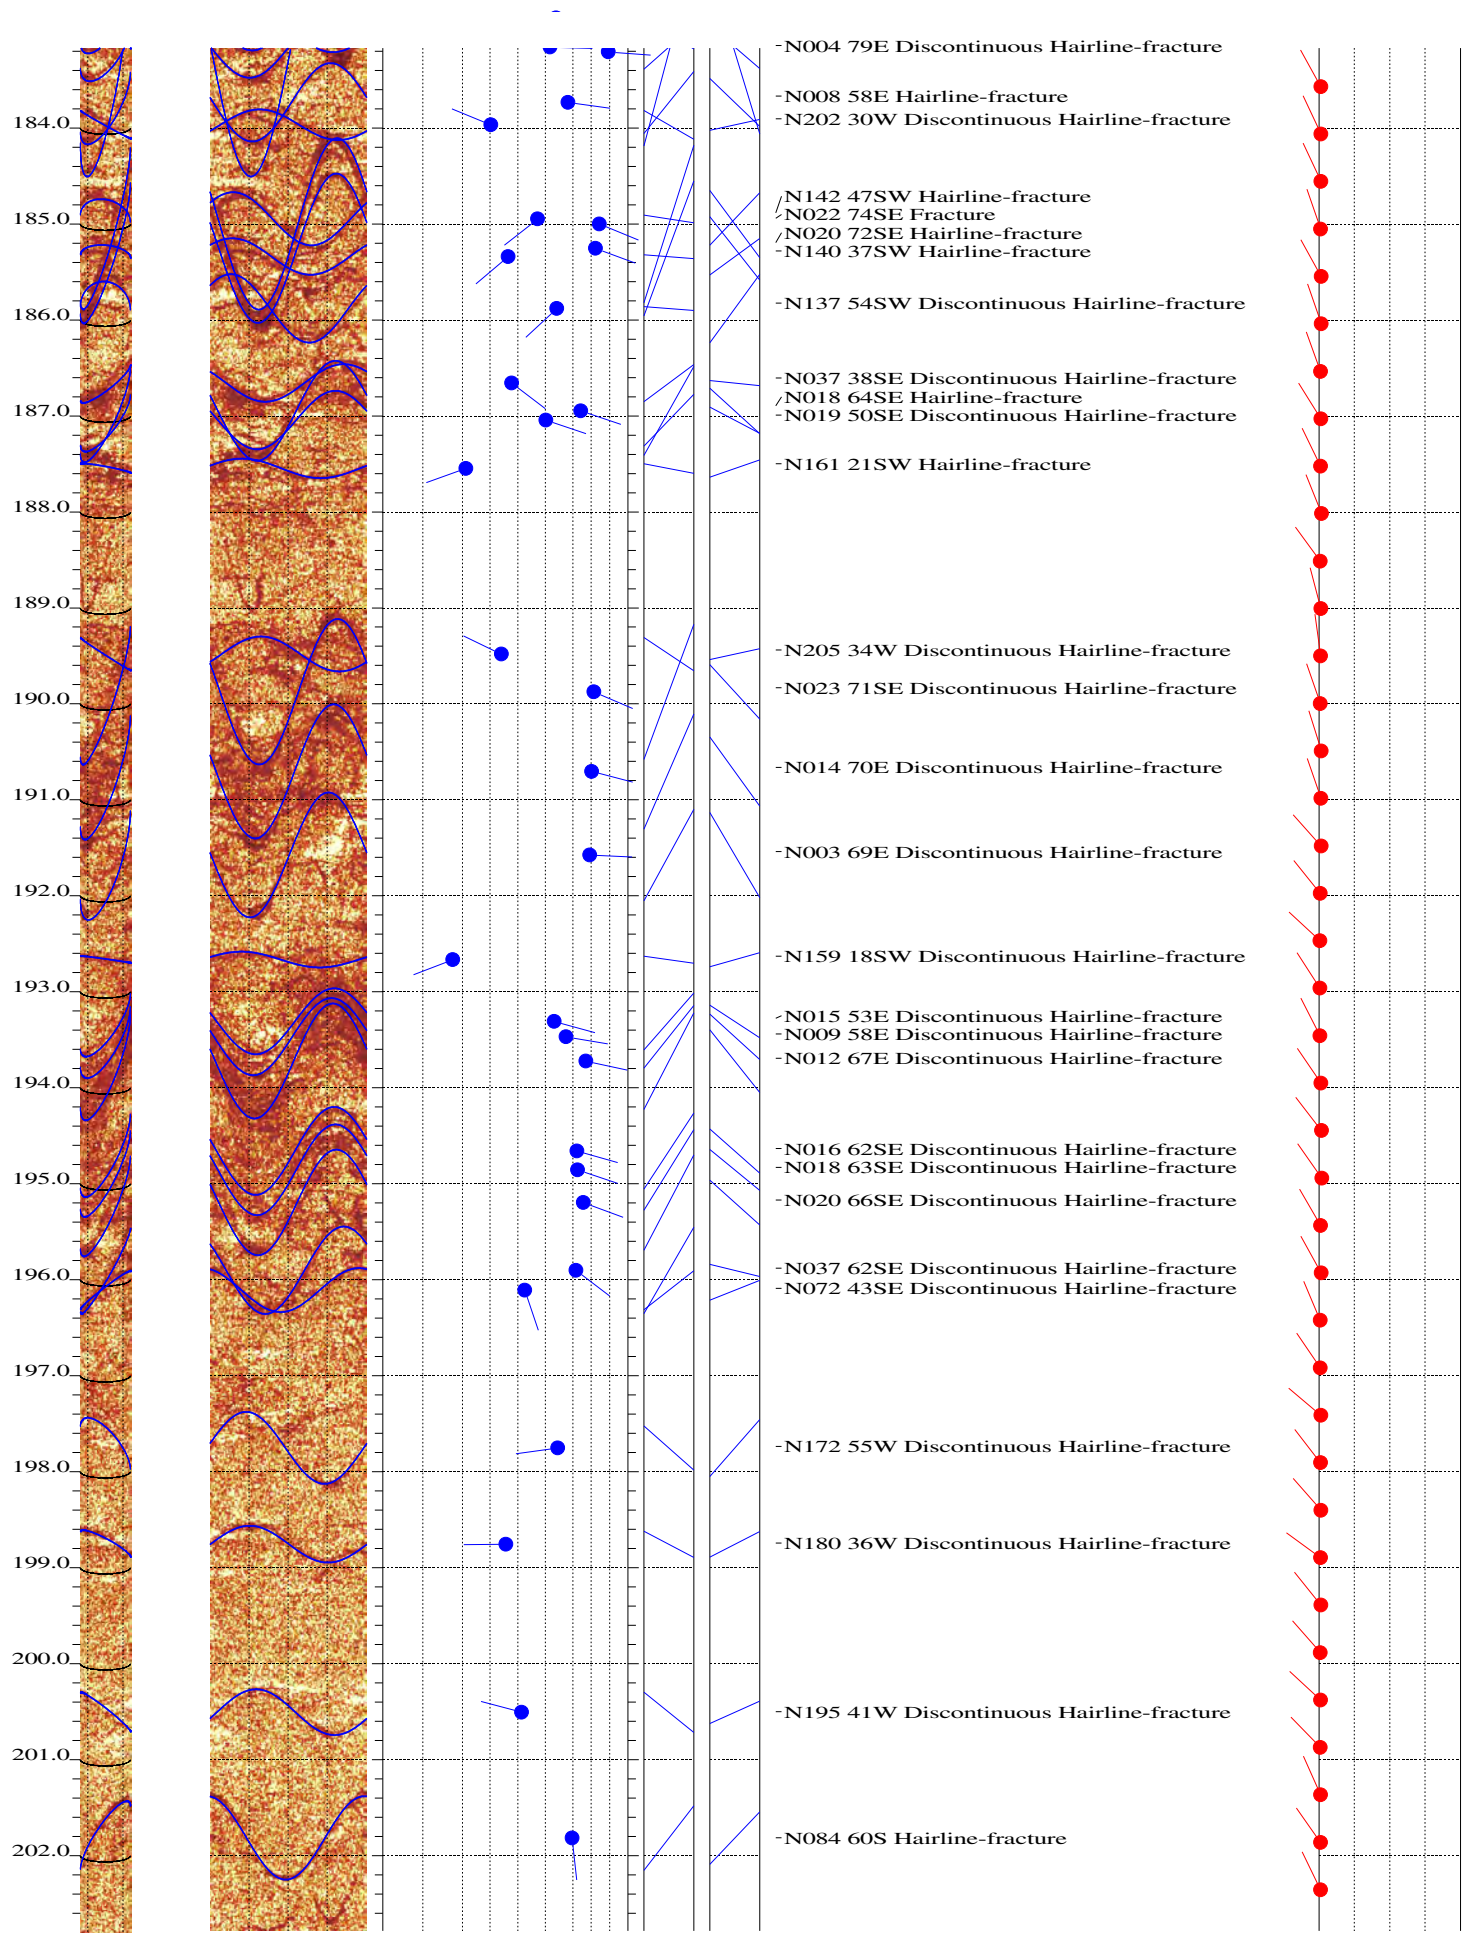 -N004 79E Discontinuous Hairline-fracture
-N008 58E Hairline-fracture
184.0 -N202 30W Discontinuous Hairline-fracture
N142 47SW Hairline-fracture
185.0 N022 74SE Fracture
N020 72SE Hairline-fracture
-N140 37SW Hairline-fracture
-N137 54SW Discontinuous Hairline-fracture
186.0
-N037 38SE Discontinuous Hairline-fracture
N018 64SE Hairline-fracture
187.0 -N019 50SE Discontinuous Hairline-fracture
-N161 21SW Hairline-fracture
188.0
189.0
-N205 34W Discontinuous Hairline-fracture
-N023 71SE Discontinuous Hairline-fracture
190.0
-N014 70E Discontinuous Hairline-fracture
191.0
-N003 69E Discontinuous Hairline-fracture
192.0
-N159 18SW Discontinuous Hairline-fracture
193.0
-N015 53E Discontinuous Hairline-fracture
-N009 58E Discontinuous Hairline-fracture
-N012 67E Discontinuous Hairline-fracture
194.0
-N016 62SE Discontinuous Hairline-fracture
-N018 63SE Discontinuous Hairline-fracture
195.0
-N020 66SE Discontinuous Hairline-fracture
-N037 62SE Discontinuous Hairline-fracture
196.0
-N072 43SE Discontinuous Hairline-fracture
197.0
-N172 55W Discontinuous Hairline-fracture
198.0
-N180 36W Discontinuous Hairline-fracture
199.0
200.0
-N195 41W Discontinuous Hairline-fracture
201.0
-N084 60S Hairline-fracture
202.0